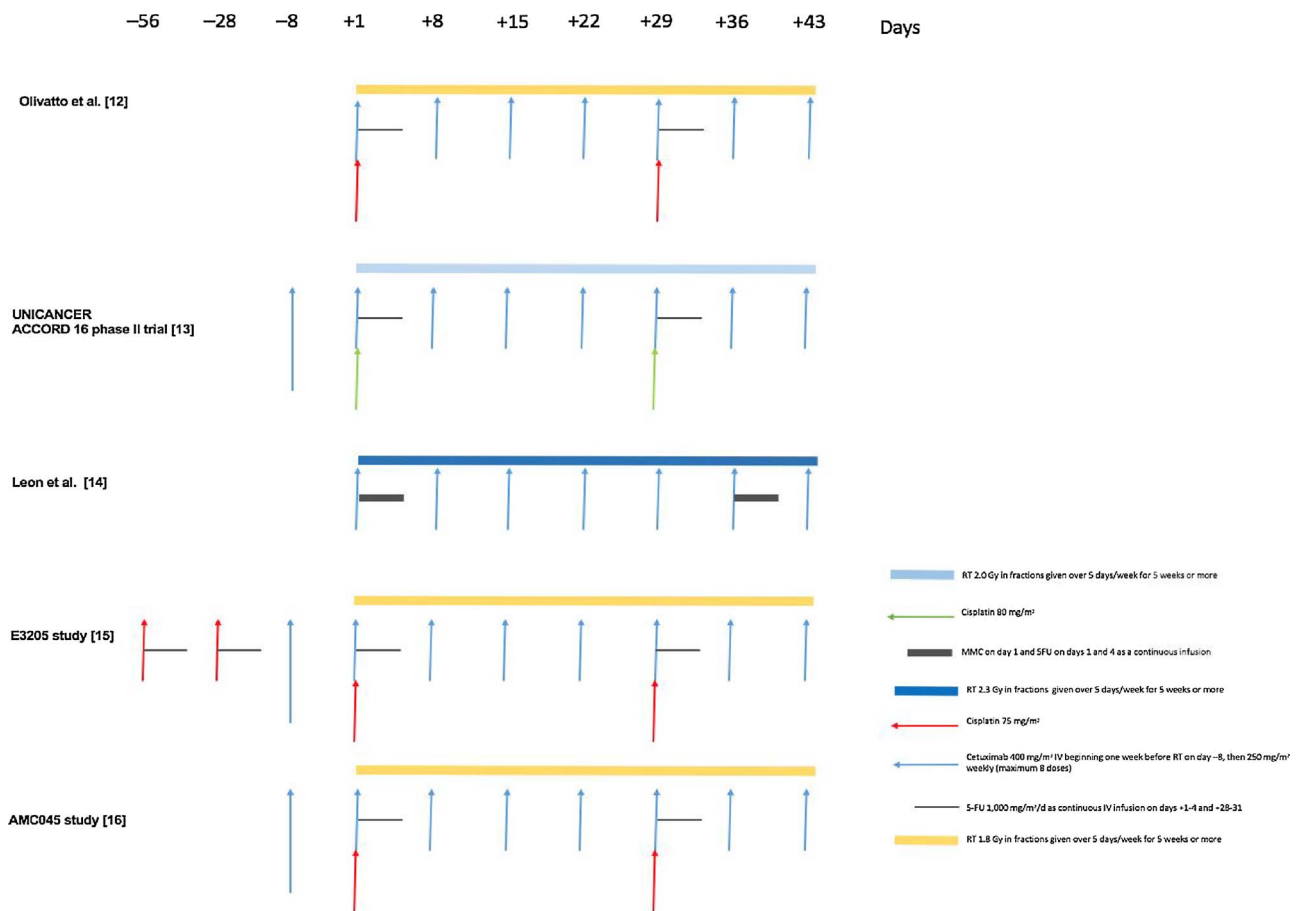 –56 –28 –8 +1 +8 +15 +22 +29 +36 +43 Days
Olivatto et al. [12]
UNICANCER
ACCORD 16 phase II trial [13]
Leon et al. [14]
E3205 study [15]
AMC045 study [16]
RT 2.0 Gy in fractions given over 5 days/week for 5 weeks or more
Cisplatin 80 mg/m²
MMC on day 1 and 5FU on days 1 and 4 as a continuous infusion
RT 2.3 Gy in fractions given over 5 days/week for 5 weeks or more
Cisplatin 75 mg/m²
Cetuximab 400 mg/m² IV beginning one week before RT on day –8, then 250 mg/m²
weekly (maximum 8 doses)
5-FU 1,000 mg/m²/d as continuous IV infusion on days +1-4 and +28-31
RT 1.8 Gy in fractions given over 5 days/week for 5 weeks or more